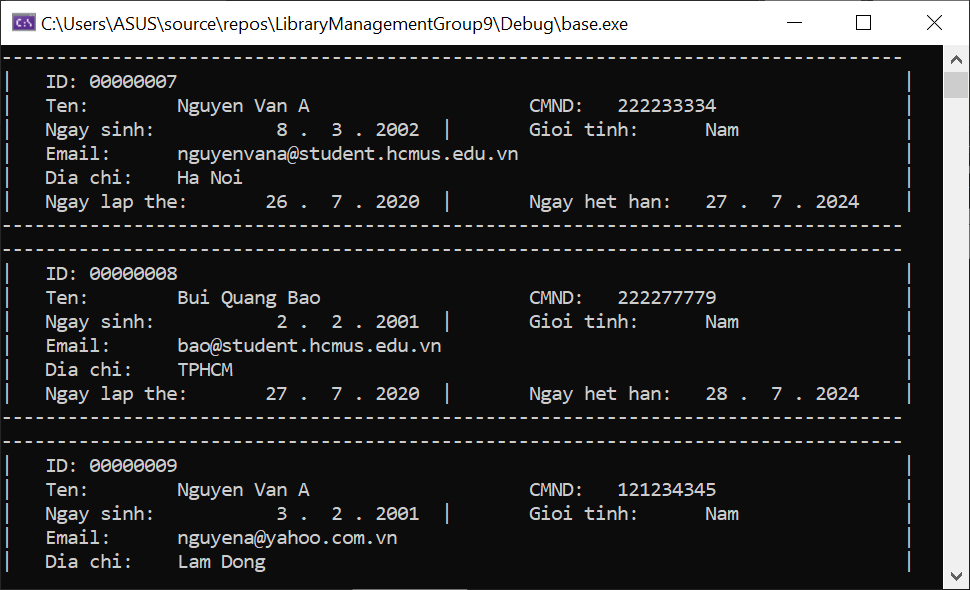 C:\Users\ASUS\source\repos\LibraryManagementGroup9\Debug\base.exe
ID: 00000007
Ten: Nguyen Van A CMND: 222233334
Ngay sinh: 8 . 3 . 2002 | Gioi tinh: Nam
Email: nguyenvana@student.hcmus.edu.vn
Dia chi: Ha Noi
Ngay lap the: 26 . 7 . 2020 | Ngay het han: 27 . 7 . 2024
ID: 00000008
Ten: Bui Quang Bao CMND: 222277779
Ngay sinh: 2 . 2 . 2001 | Gioi tinh: Nam
Email: bao@student.hcmus.edu.vn
Dia chi: TPHCM
Ngay lap the: 27 . 7 . 2020 | Ngay het han: 28 . 7 . 2024
ID: 00000009
Ten: Nguyen Van A CMND: 121234345
Ngay sinh: 3 . 2 . 2001 | Gioi tinh: Nam
Email: nguyena@yahoo.com.vn
Dia chi: Lam Dong